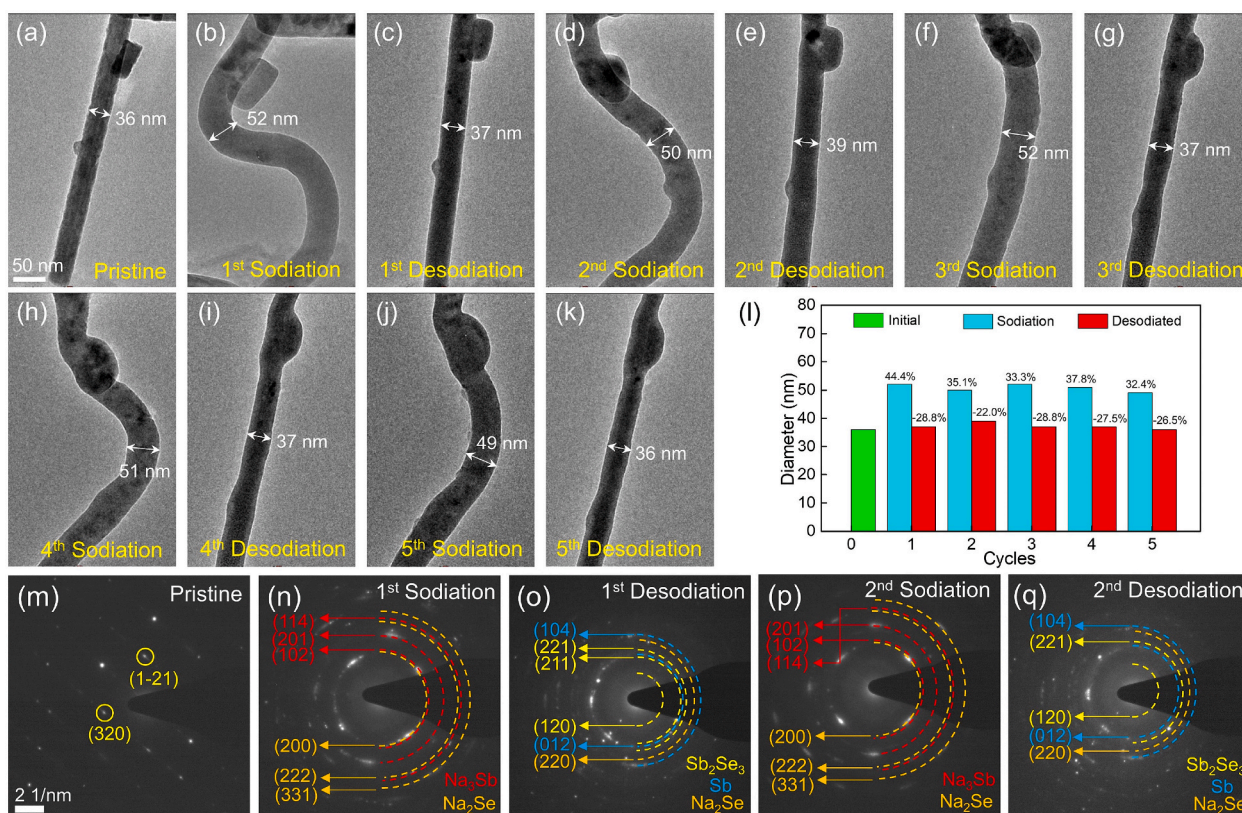 (a)
36 nm
50 nm
Pristine
(b)
52 nm
1st Sodiation
(c)
37 nm
1st Desodiation
(d)
50 nm
2nd Sodiation
(e)
39 nm
2nd Desodiation
(f)
52 nm
3rd Sodiation
(g)
37 nm
3rd Desodiation
(h)
51 nm
4th Sodiation
(i)
37 nm
4th Desodiation
(j)
49 nm
5th Sodiation
(k)
36 nm
5th Desodiation
(l)
Initial
Sodiation
Desodiated
Diameter (nm)
80
70
60
50
40
30
20
10
0
44.4%
-28.8%
35.1%
-22.0%
33.3%
-28.8%
37.8%
-27.5%
32.4%
-26.5%
0 1 2 3 4 5
Cycles
(m)
Pristine
(1-21)
(320)
2 1/nm
(n)
1st Sodiation
(114)
(201)
(102)
(200)
(222)
(331)
Na3Sb
Na2Se
(o)
1st Desodiation
(104)
(221)
(211)
(120)
(012)
(220)
Sb2Se3
Sb
Na2Se
(p)
2nd Sodiation
(201)
(102)
(114)
(200)
(222)
(331)
Na3Sb
Na2Se
(q)
2nd Desodiation
(104)
(221)
(120)
(012)
(220)
Sb2Se3
Sb
Na2Se